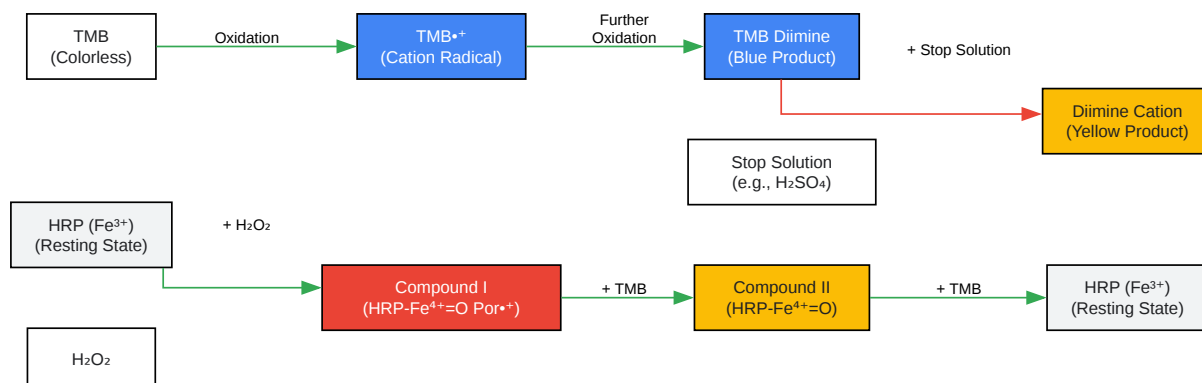 TMB
(Colorless)
Oxidation
TMB•⁺
(Cation Radical)
Further
Oxidation
TMB Diimine
(Blue Product)
+ Stop Solution
Diimine Cation
(Yellow Product)
Stop Solution
(e.g., H₂SO₄)
HRP (Fe³⁺)
(Resting State)
+ H₂O₂
Compound I
(HRP-Fe⁴⁺=O Por•⁺)
+ TMB
Compound II
(HRP-Fe⁴⁺=O)
+ TMB
HRP (Fe³⁺)
(Resting State)
H₂O₂